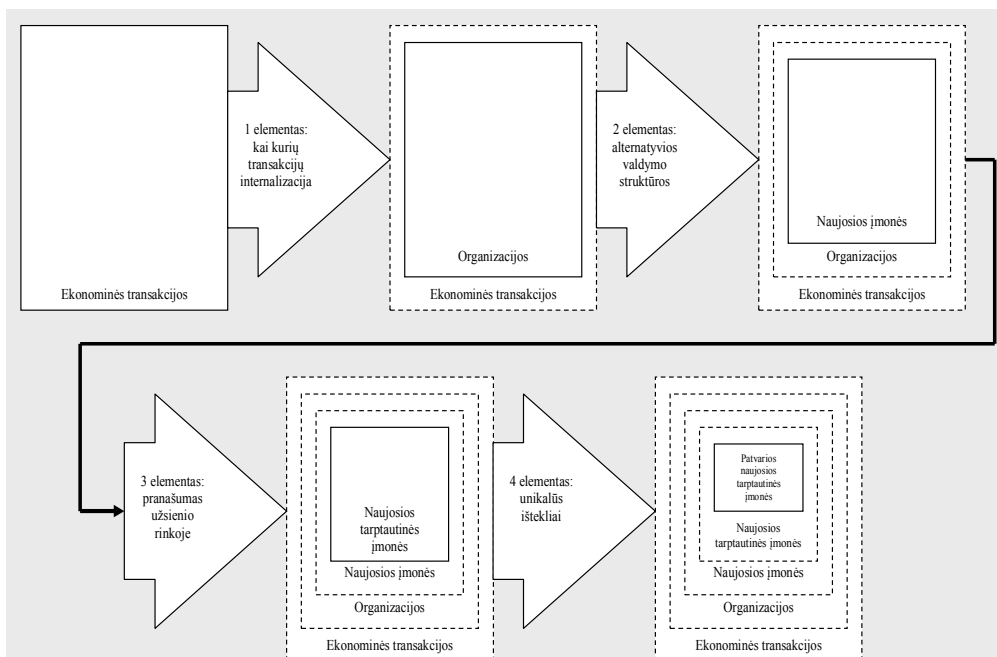 Ekonominės transakcijos
1 elementas:
kai kurių
transakcijų
internalizacija
Organizacijos
Ekonominės transakcijos
2 elementas:
alternatyvios
valdymo
struktūros
Naujosios įmonės
Organizacijos
Ekonominės transakcijos
3 elementas:
pranašumas
užsienio
rinkoje
Naujosios
tarptautinės
įmonės
Naujosios įmonės
Organizacijos
Ekonominės transakcijos
4 elementas:
unikalūs
ištekliai
Patvarios
naujosios
tarptautinės
įmonės
Naujosios
tarptautinės įmonės
Naujosios įmonės
Organizacijos
Ekonominės transakcijos